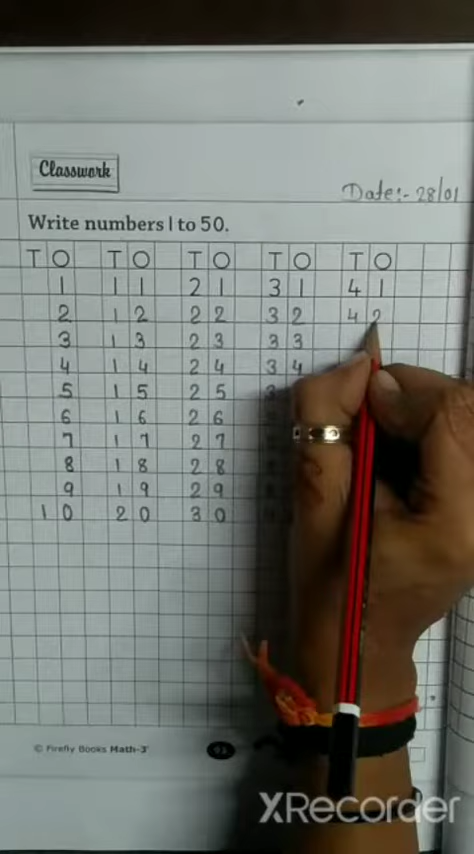 Classwork
Date:- 28/01
Write numbers 1 to 50.
T O T O T O T O T O
1 1 1 2 1 3 1 4 1
2 1 2 2 2 3 2 4 2
3 1 3 2 3 3 3
4 1 4 2 4 3 4
5 1 5 2 5 3
6 1 6 2 6
7 1 7 2 7
8 1 8 2 8
9 1 9 2 9
1 0 2 0 3 0
© Firefly Books Math-3
93
XRecorder